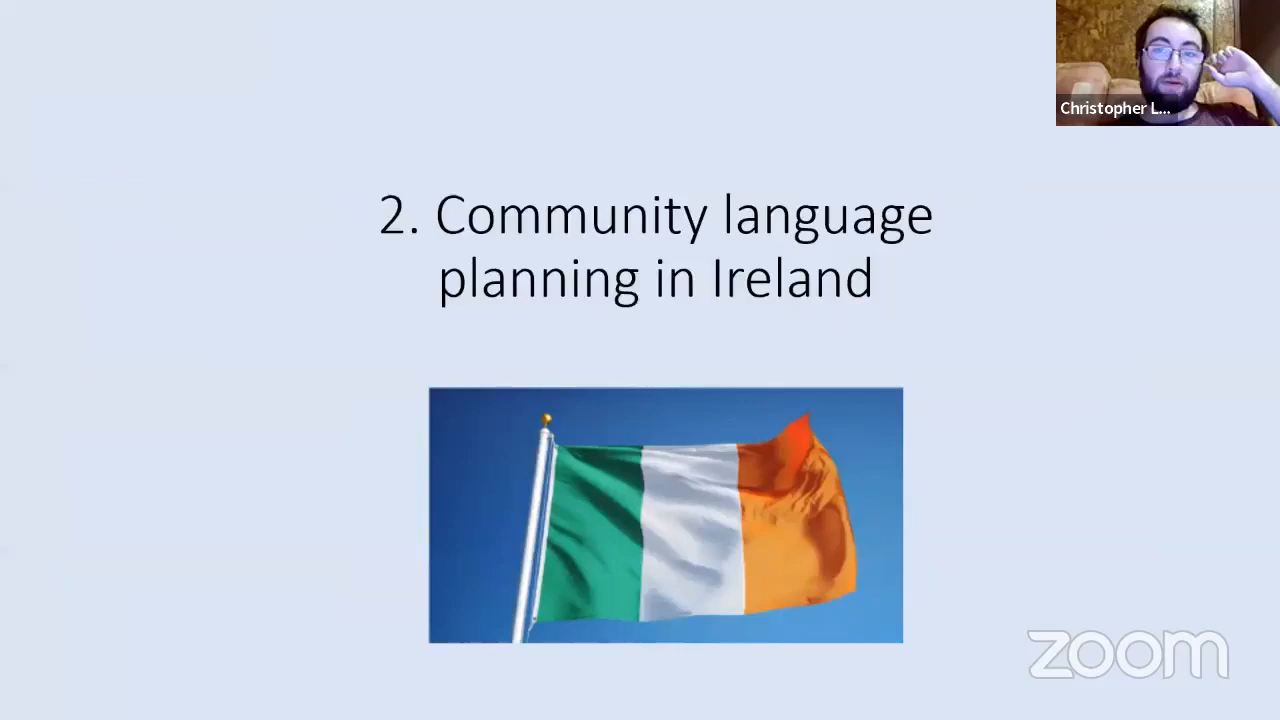 Christopher L...
2. Community language
planning in Ireland
zoom